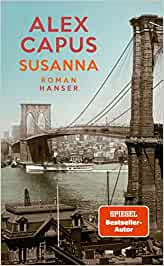 ALEX
CAPUS
SUSANNA
ROMAN
HANSER
SPIEGEL
Bestseller-
Autor